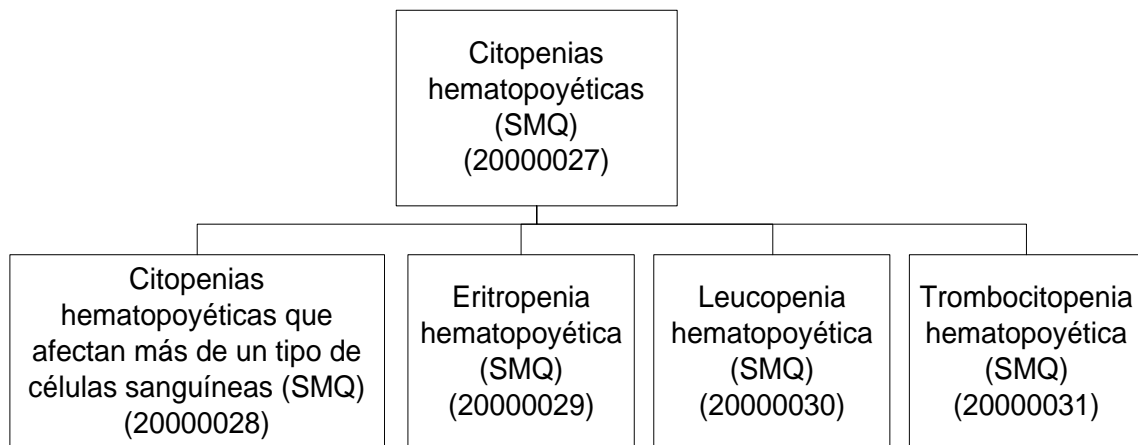 Citopenias
hematopoyéticas
(SMQ)
(20000027)
Citopenias
hematopoyéticas que
afectan más de un tipo de
células sanguíneas (SMQ)
(20000028)
Eritropenia
hematopoyética
(SMQ)
(20000029)
Leucopenia
hematopoyética
(SMQ)
(20000030)
Trombocitopenia
hematopoyética
(SMQ)
(20000031)